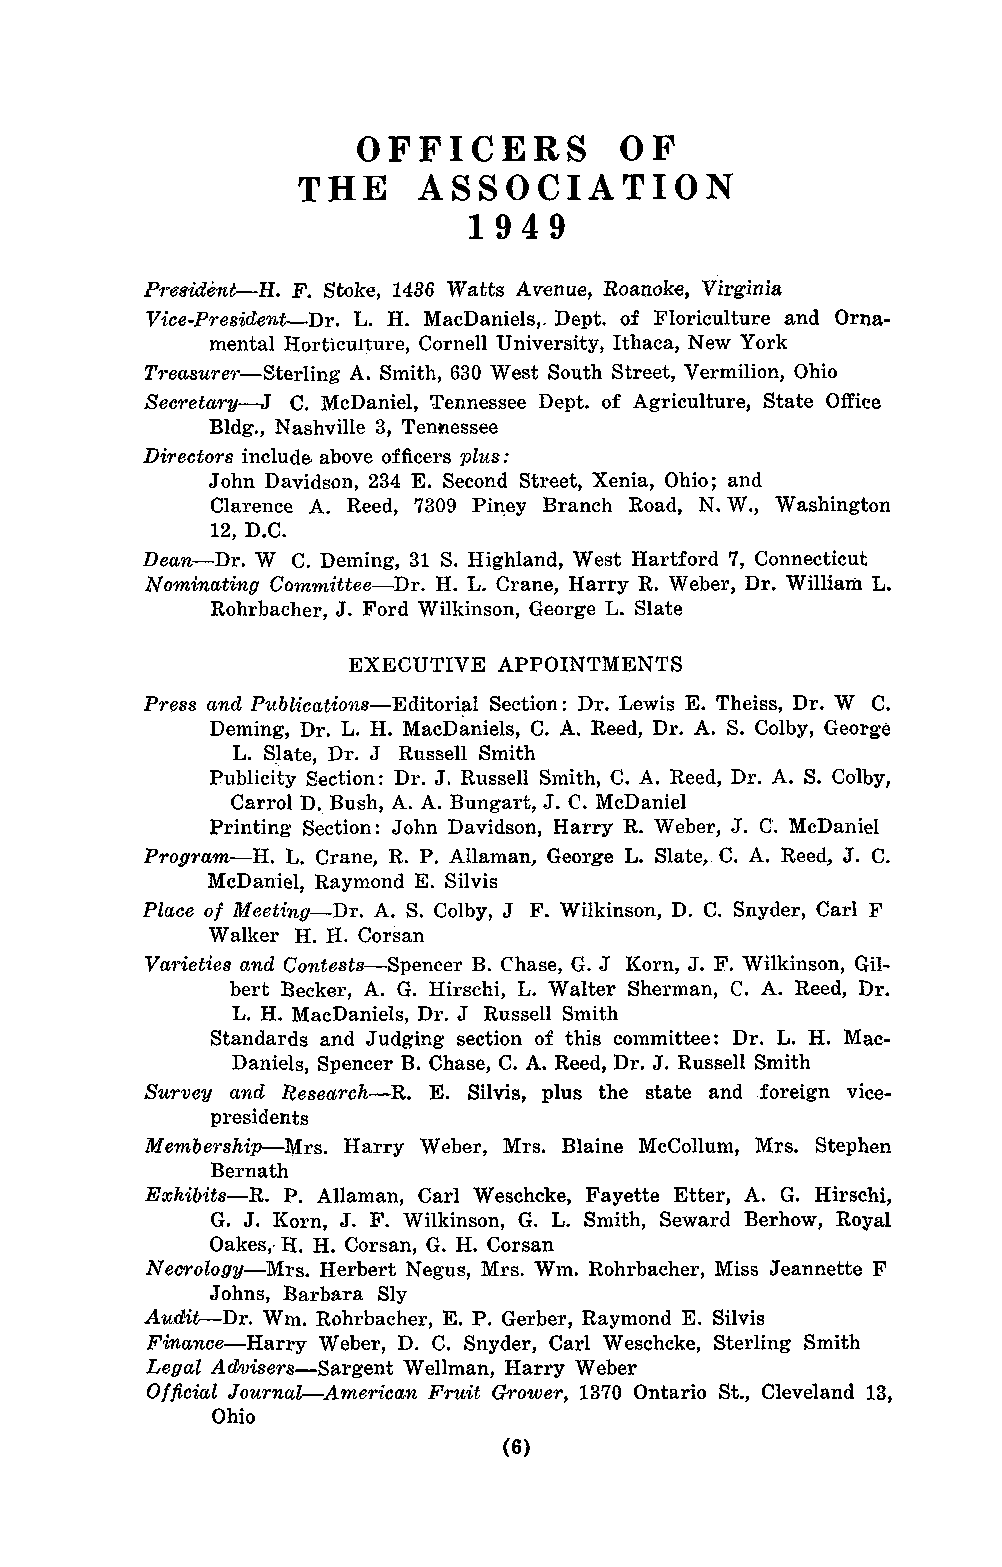 OFFICERS OF
THE ASSOCIATION
1949
President—H. F. Stoke, 1436 Watts Avenue, Roanoke, Virginia
Vice-President—Dr. L. H. MacDaniels, Dept. of Floriculture and Orna-
mental Horticulture, Cornell University, Ithaca, New York
Treasurer—Sterling A. Smith, 630 West South Street, Vermilion, Ohio
Secretary—J C. McDaniel, Tennessee Dept. of Agriculture, State Office
Bldg., Nashville 3, Tennessee
Directors include above officers plus:
John Davidson, 234 E. Second Street, Xenia, Ohio; and
Clarence A. Reed, 7309 Piney Branch Road, N. W., Washington
12, D.C.
Dean—Dr. W C. Deming, 31 S. Highland, West Hartford 7, Connecticut
Nominating Committee—Dr. H. L. Crane, Harry R. Weber, Dr. William L.
Rohrbacher, J. Ford Wilkinson, George L. Slate
EXECUTIVE APPOINTMENTS
Press and Publications—Editorial Section: Dr. Lewis E. Theiss, Dr. W C.
Deming, Dr. L. H. MacDaniels, C. A. Reed, Dr. A. S. Colby, George
L. Slate, Dr. J Russell Smith
Publicity Section: Dr. J. Russell Smith, C. A. Reed, Dr. A. S. Colby,
Carrol D. Bush, A. A. Bungart, J. C. McDaniel
Printing Section: John Davidson, Harry R. Weber, J. C. McDaniel
Program—H. L. Crane, R. P. Allaman, George L. Slate, C. A. Reed, J. C.
McDaniel, Raymond E. Silvis
Place of Meeting—Dr. A. S. Colby, J F. Wilkinson, D. C. Snyder, Carl F
Walker H. H. Corsan
Varieties and Contests—Spencer B. Chase, G. J Korn, J. F. Wilkinson, Gil-
bert Becker, A. G. Hirschi, L. Walter Sherman, C. A. Reed, Dr.
L. H. MacDaniels, Dr. J Russell Smith
Standards and Judging section of this committee: Dr. L. H. Mac-
Daniels, Spencer B. Chase, C. A. Reed, Dr. J. Russell Smith
Survey and Research—R. E. Silvis, plus the state and foreign vice-
presidents
Membership—Mrs. Harry Weber, Mrs. Blaine McCollum, Mrs. Stephen
Bernath
Exhibits—R. P. Allaman, Carl Weschcke, Fayette Etter, A. G. Hirschi,
G. J. Korn, J. F. Wilkinson, G. L. Smith, Seward Berhow, Royal
Oakes, H. H. Corsan, G. H. Corsan
Necrology—Mrs. Herbert Negus, Mrs. Wm. Rohrbacher, Miss Jeannette F
Johns, Barbara Sly
Audit—Dr. Wm. Rohrbacher, E. P. Gerber, Raymond E. Silvis
Finance—Harry Weber, D. C. Snyder, Carl Weschcke, Sterling Smith
Legal Advisers—Sargent Wellman, Harry Weber
Official Journal—American Fruit Grower, 1370 Ontario St., Cleveland 13,
Ohio
(6)